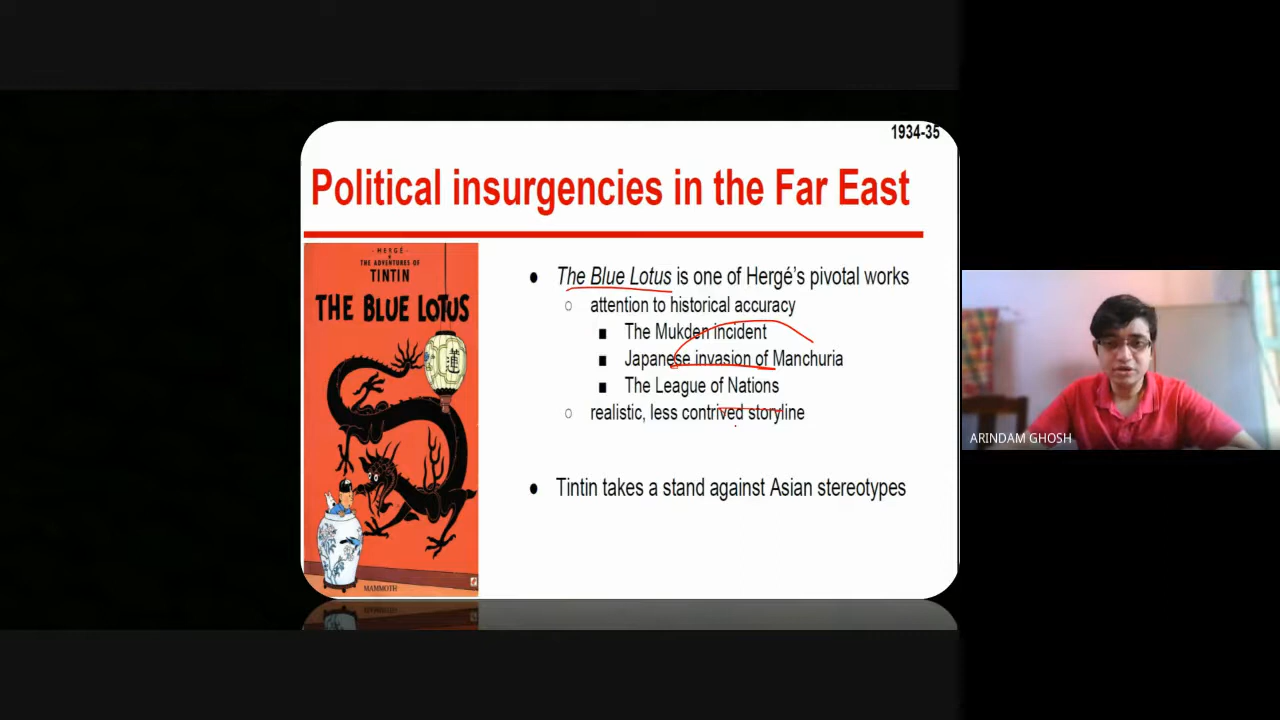 1934-35
Political insurgencies in the Far East
- HERGÉ -
THE ADVENTURES OF
TINTIN
THE BLUE LOTUS
蓮
MAMMOTH
● The Blue Lotus is one of Hergé's pivotal works
○ attention to historical accuracy
■ The Mukden incident
■ Japanese invasion of Manchuria
■ The League of Nations
○ realistic, less contrived storyline
● Tintin takes a stand against Asian stereotypes
ARINDAM GHOSH